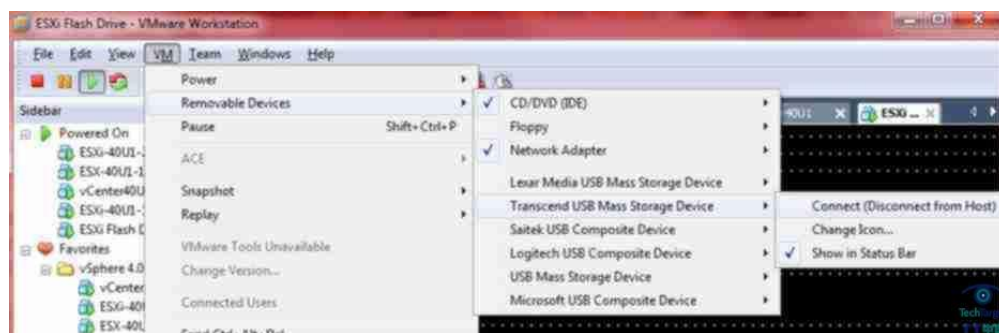 ESXi Flash Drive - VMware Workstation
File Edit View VM Team Windows Help
Sidebar
Powered On
ESX-40U1-1
vCenter40U
ESXi-40U1-
ESXi Flash D
Favorites
vSphere 4.0
vCenter
ESXi-40
ESX-40U
Power
Removable Devices
Pause Shift+Ctrl+P
ACE
Snapshot
Replay
VMware Tools Unavailable
Change Version...
Connected Users
Send Ctrl+Alt+Del
CD/DVD (IDE)
Floppy
Network Adapter
Lexar Media USB Mass Storage Device
Transcend USB Mass Storage Device
Saitek USB Composite Device
Logitech USB Composite Device
USB Mass Storage Device
Microsoft USB Composite Device
40U1
ESXi ...
Connect (Disconnect from Host)
Change Icon...
Show in Status Bar